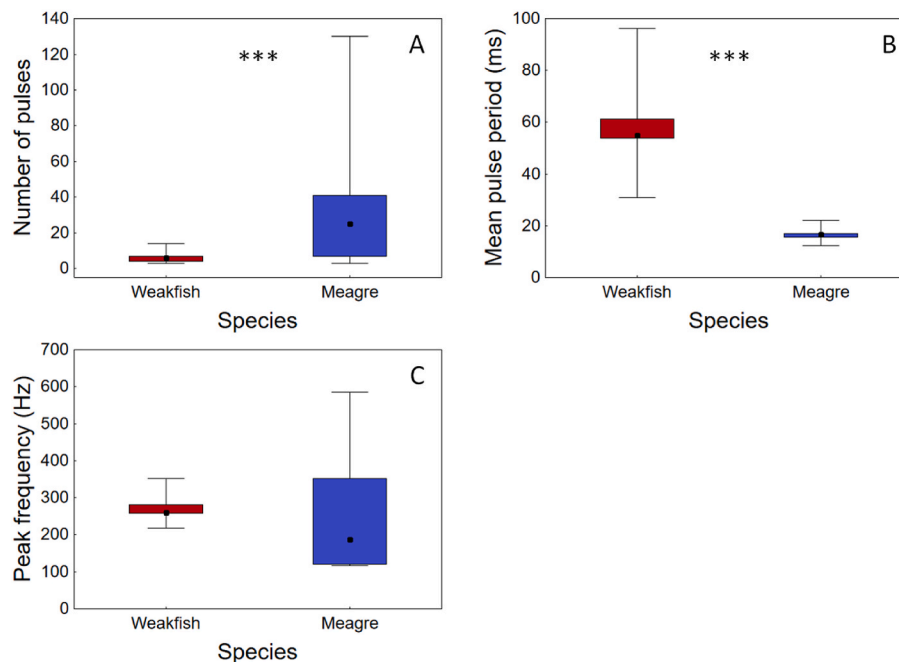 A
***
Number of pulses
140
120
100
80
60
40
20
0
Weakfish Meagre
Species
B
***
Mean pulse period (ms)
100
80
60
40
20
0
Weakfish Meagre
Species
C
Peak frequency (Hz)
700
600
500
400
300
200
100
0
Weakfish Meagre
Species